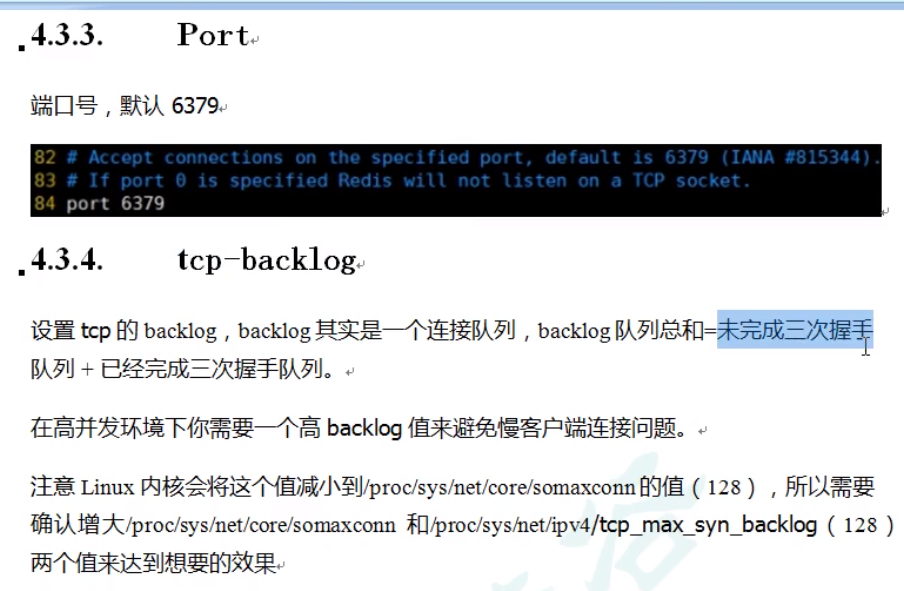 4.3.3. Port
端口号，默认 6379
82 # Accept connections on the specified port, default is 6379 (IANA #815344).
83 # If port 0 is specified Redis will not listen on a TCP socket.
84 port 6379
4.3.4. tcp-backlog
设置 tcp 的 backlog，backlog 其实是一个连接队列，backlog 队列总和=未完成三次握手
队列 + 已经完成三次握手队列。
在高并发环境下你需要一个高 backlog 值来避免慢客户端连接问题。
注意 Linux 内核会将这个值减小到/proc/sys/net/core/somaxconn 的值（128），所以需要
确认增大/proc/sys/net/core/somaxconn 和/proc/sys/net/ipv4/tcp_max_syn_backlog（128）
两个值来达到想要的效果